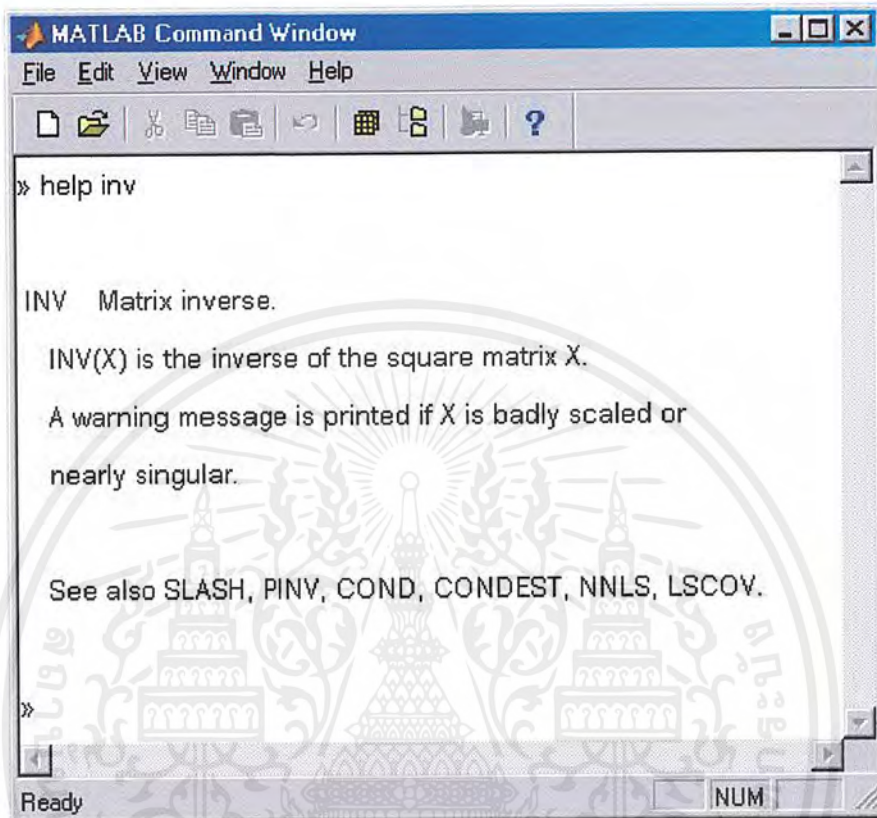 MATLAB Command Window
File Edit View Window Help
» help inv
INV Matrix inverse.
INV(X) is the inverse of the square matrix X.
A warning message is printed if X is badly scaled or
nearly singular.
See also SLASH, PINV, COND, CONDEST, NNLS, LSCOV.
»
Ready NUM